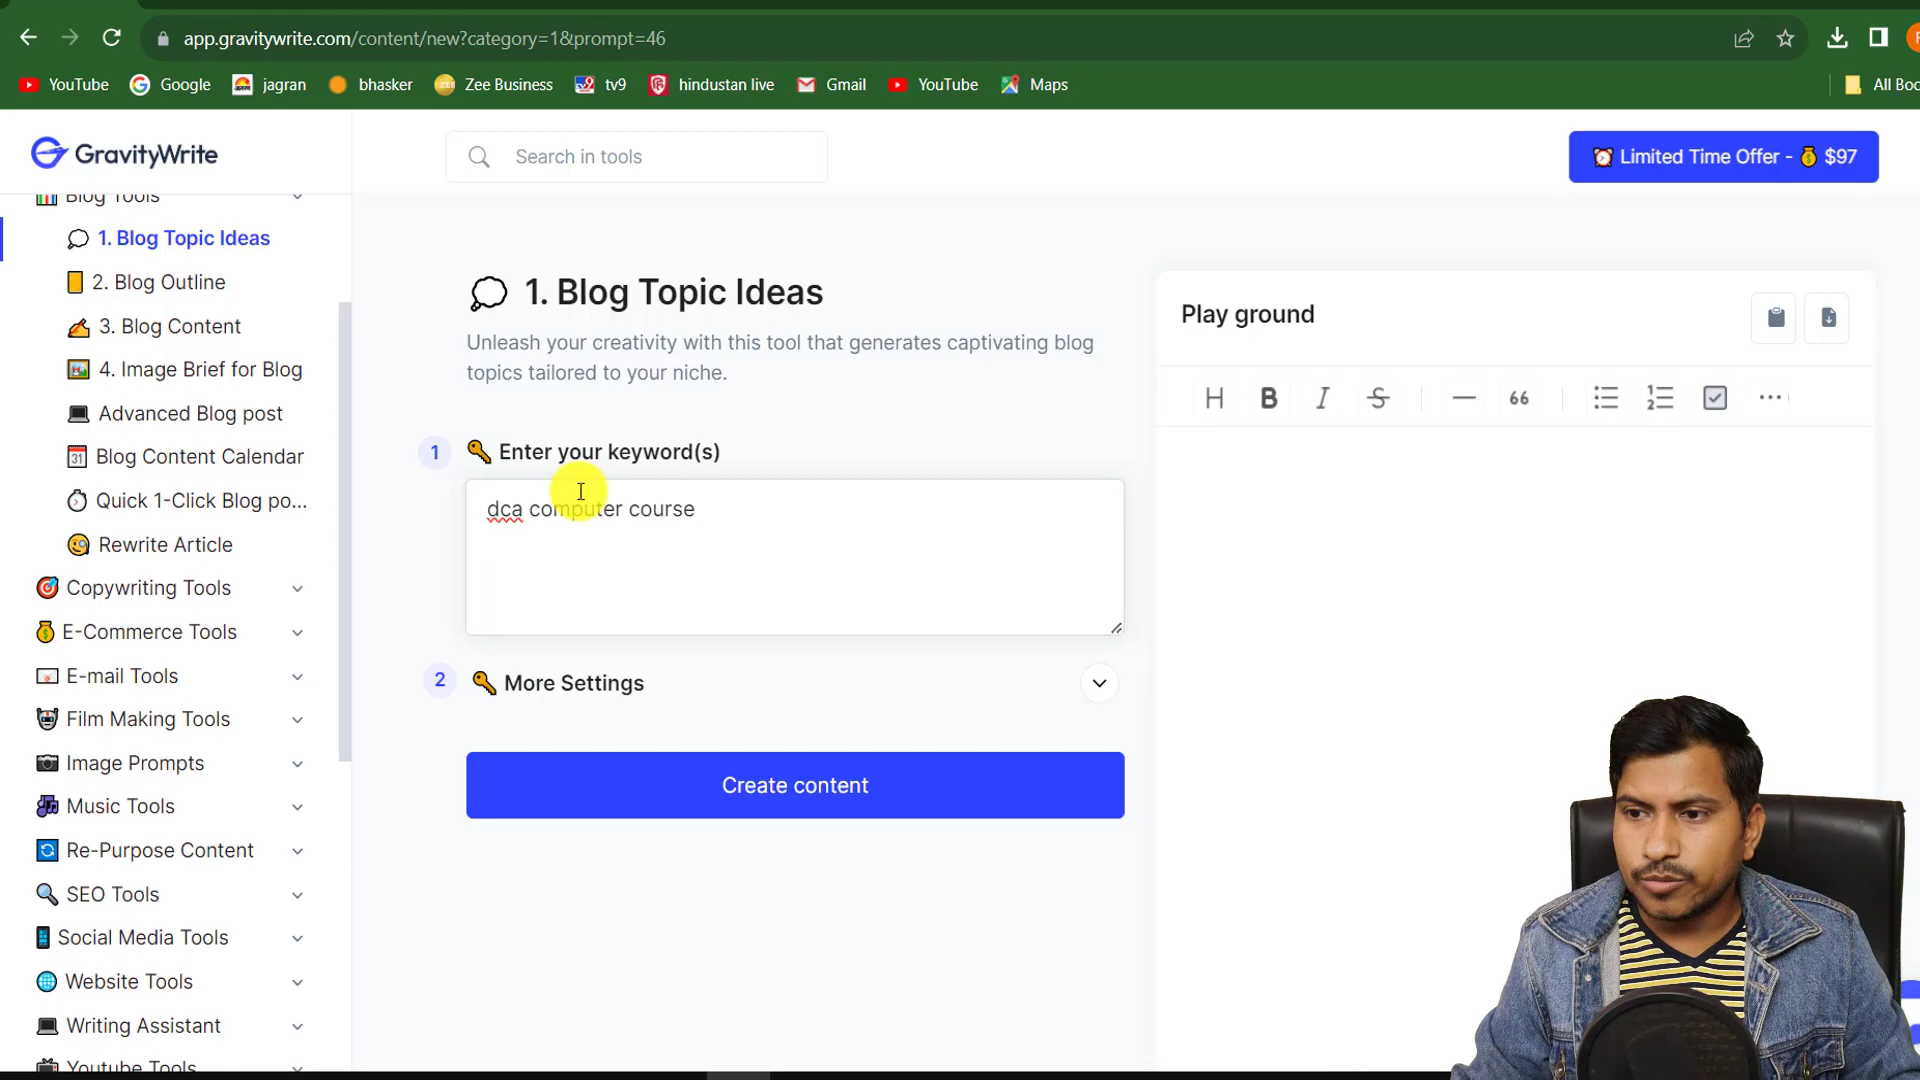 app.gravitywrite.com/content/new?category=1&prompt=46
YouTube
Google
jagran
bhasker
Zee Business
tv9
hindustan live
Gmail
YouTube
Maps
GravityWrite
Search in tools
Limited Time Offer - $97
Blog Tools
1. Blog Topic Ideas
2. Blog Outline
3. Blog Content
4. Image Brief for Blog
Advanced Blog post
Blog Content Calendar
Quick 1-Click Blog po...
Rewrite Article
Copywriting Tools
E-Commerce Tools
E-mail Tools
Film Making Tools
Image Prompts
Music Tools
Re-Purpose Content
SEO Tools
Social Media Tools
Website Tools
Writing Assistant
Youtube Tools
1. Blog Topic Ideas
Unleash your creativity with this tool that generates captivating blog
topics tailored to your niche.
1 Enter your keyword(s)
dca computer course
2 More Settings
Create content
Play ground
H B I S 66